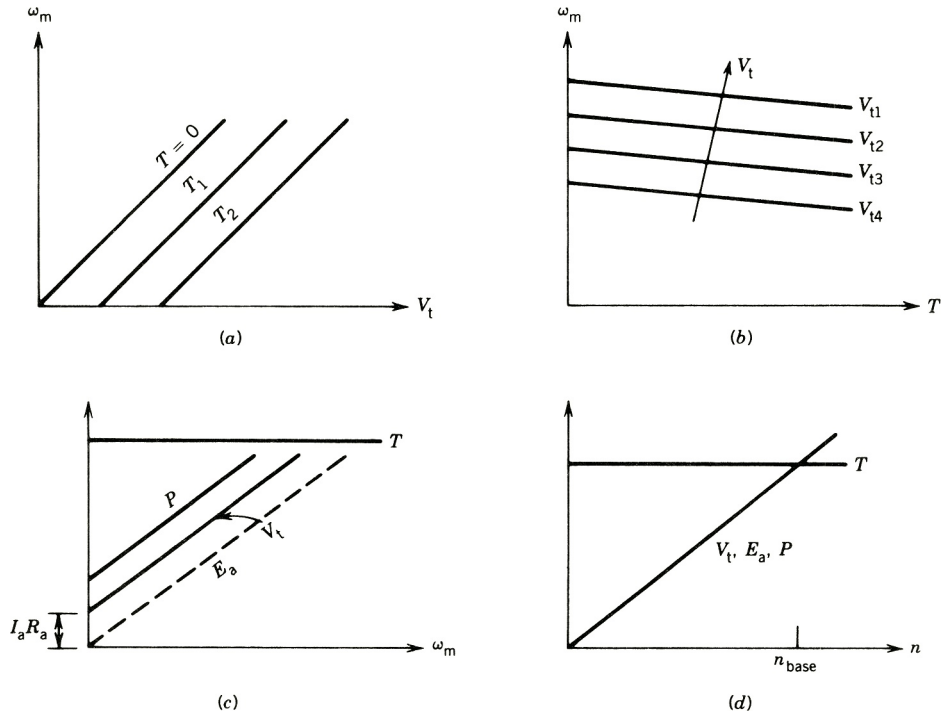 ωm
T = 0
T1
T2
Vt
(a)
ωm
Vt
Vt1
Vt2
Vt3
Vt4
T
(b)
T
P
Vt
Ea
IaRa
ωm
(c)
T
Vt, Ea, P
nbase
n
(d)